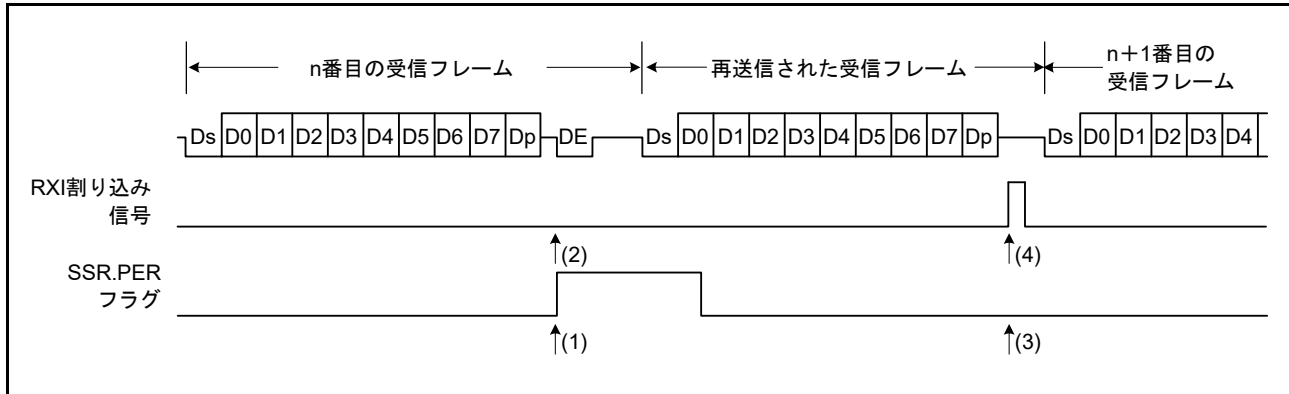 n番目の受信フレーム
再送信された受信フレーム
n＋1番目の
受信フレーム
Ds D0 D1 D2 D3 D4 D5 D6 D7 Dp DE Ds D0 D1 D2 D3 D4 D5 D6 D7 Dp Ds D0 D1 D2 D3 D4
RXI割り込み
信号
(2) (4)
SSR.PER
フラグ
(1) (3)